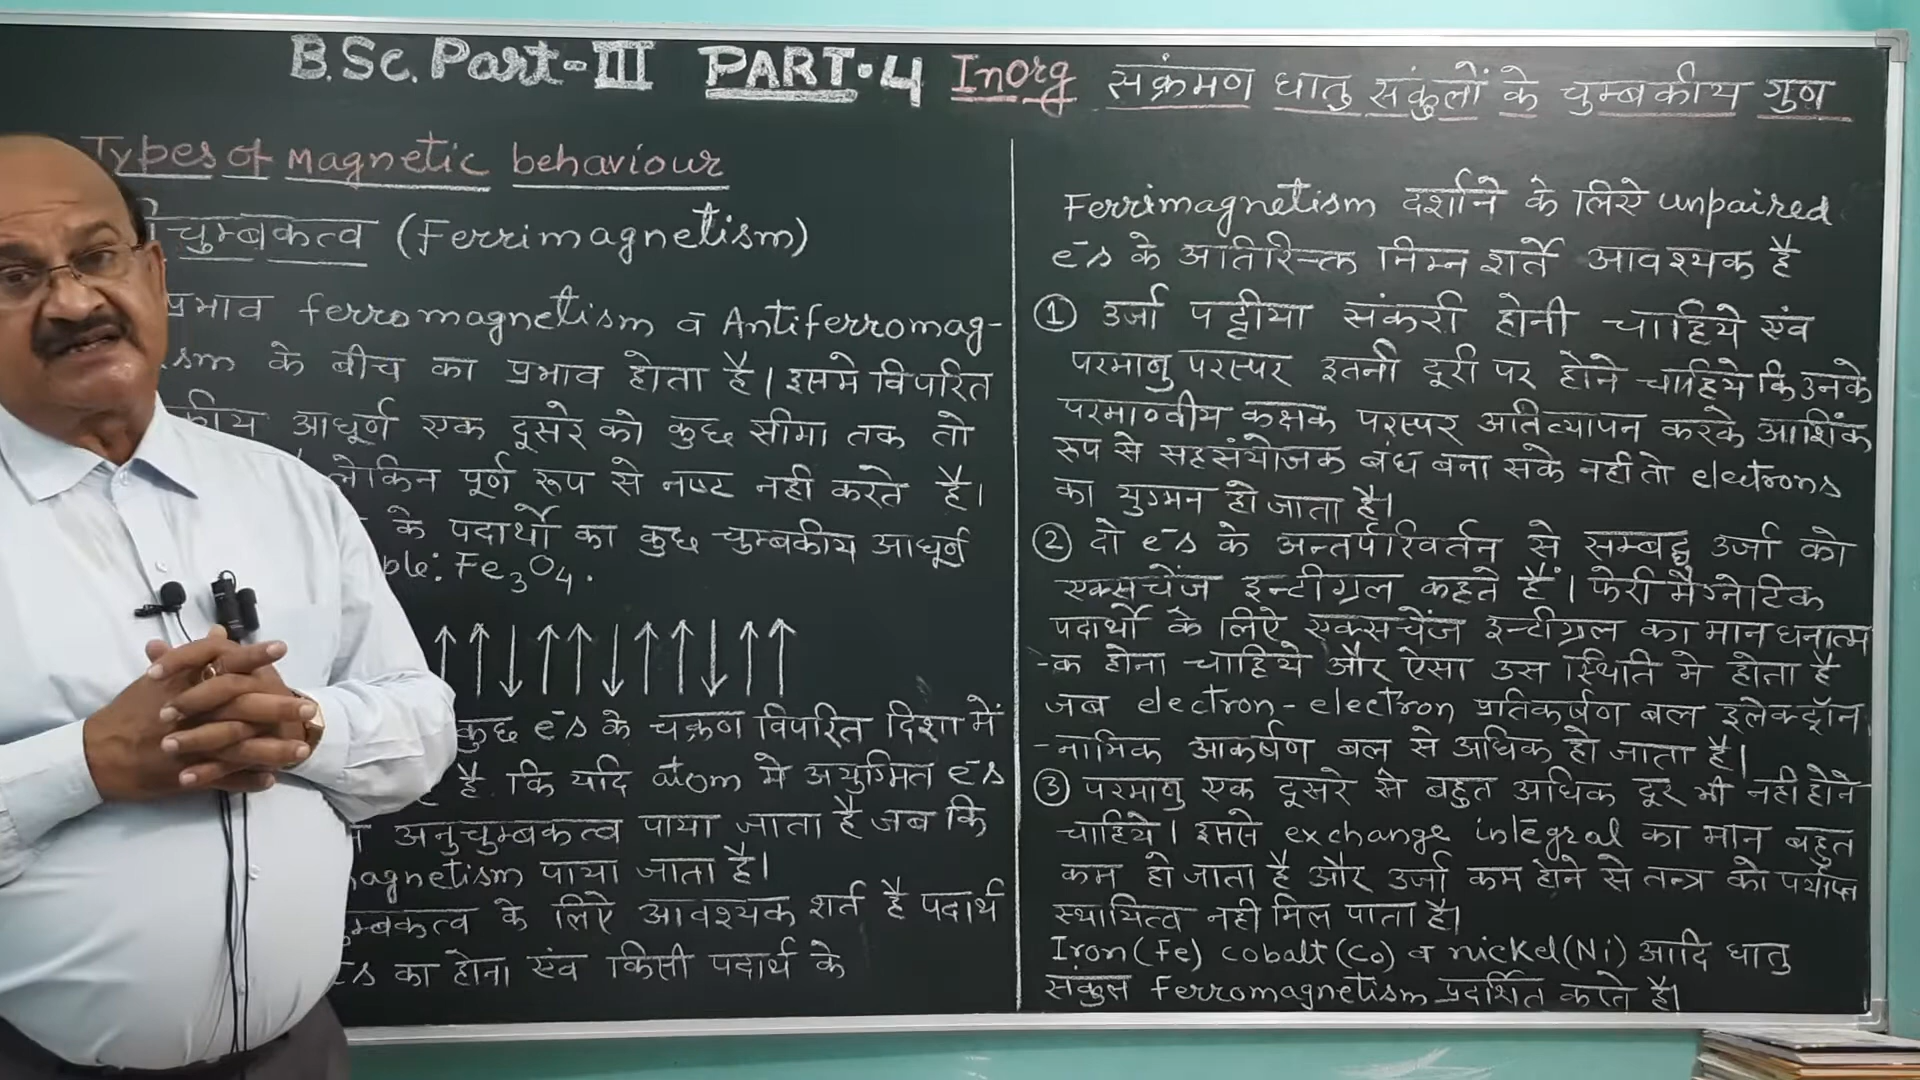 B.Sc. Part-III PART-4 Inorg संक्रमण धातु संकुलों के चुम्बकीय गुण
Types of Magnetic behaviour
चुम्बकत्व (Ferrimagnetism)
प्रभाव ferromagnetism व Antiferromag-
ism के बीच का प्रभाव होता है। इसमे विपरित
आधूर्ण एक दूसरे को कुछ सीमा तक तो
लेकिन पूर्ण रूप से नष्ट नही करते है।
के पदार्थो का कुछ चुम्बकीय आधूर्ण
ple: Fe3O4.
↑↑↓↑↑↓↑↑↓↑↑
कुछ e⁻s के चक्रण विपरित दिशा में
है कि यदि atom मे अयुग्मित e⁻s
अनुचुम्बकत्व पाया जाता है जब कि
agnetism पाया जाता है।
म्बकत्व के लिए आवश्यक शर्त है पदार्थ
का होना एंव किसी पदार्थ के
Ferrimagnetism दर्शाने के लिऐ unpaired
e⁻s के अतिरिक्त निम्न शर्ते आवश्यक है
① उर्जा पट्टीया संकरी होनी चाहिये एंव
परमाणु परस्पर इतनी दूरी पर होने चाहिये कि उनके
परमाण्वीय कक्षक परस्पर अतिव्यापन करके आशिंक
रूप से सहसंयोजक बंध बना सके नही तो electrons
का युग्मन हो जाता है।
② दो e⁻s के अन्तर्परिवर्तन से सम्बद्ध उर्जा को
एक्सचेंज इन्टीग्रल कहते हैं। फेरी मैग्नेटिक
पदार्थो के लिऐ एक्सचेंज इन्टीग्रल का मान धनात्म
-क होना चाहिये और ऐसा उस स्थिति मे होता है
जब electron-electron प्रतिकर्षण बल इलेक्ट्रॉन
-नाभिक आकर्षण बल से अधिक हो जाता है।
③ परमाणु एक दूसरे से बहुत अधिक दूर भी नही होने
चाहिये। इससे exchange integral का मान बहुत
कम हो जाता है और उर्जा कम होने से तन्त्र को पर्याप्त
स्थायित्व नही मिल पाता है।
Iron(Fe) cobalt(Co) व nickel(Ni) आदि धातु
संकुल ferromagnetism प्रदर्शित करते है।